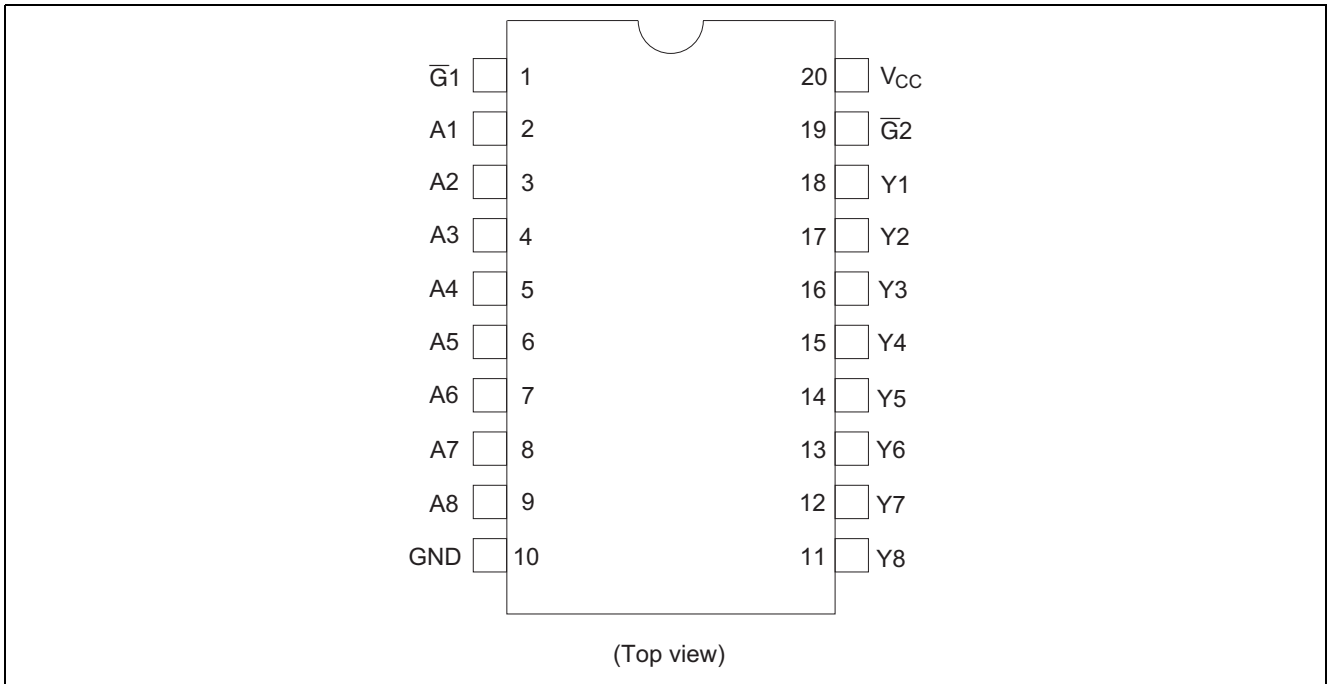 G̅1 1 20 VCC
A1 2 19 G̅2
A2 3 18 Y1
A3 4 17 Y2
A4 5 16 Y3
A5 6 15 Y4
A6 7 14 Y5
A7 8 13 Y6
A8 9 12 Y7
GND 10 11 Y8
(Top view)